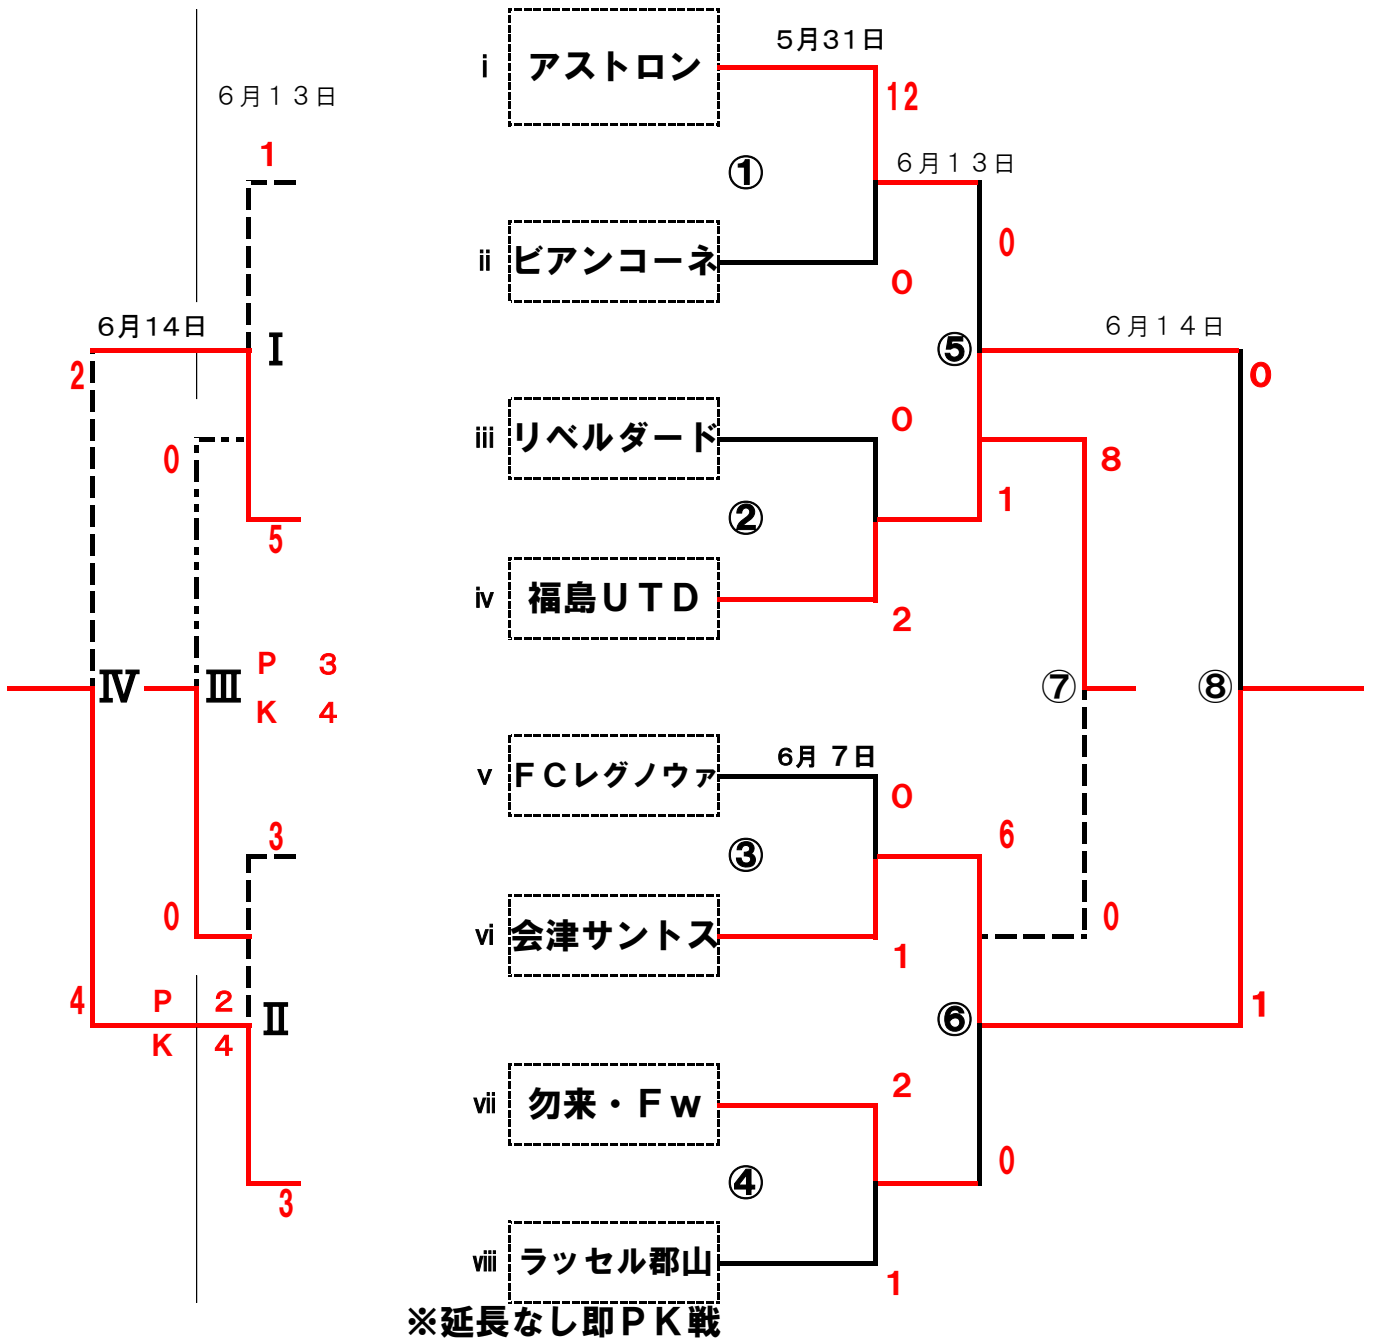 5月31日
i
アストロン
12
6月13日
1
①
6月13日
ii
ビアンコーネ
0
0
6月14日
I
2
⑤
6月14日
0
iii
リベルダード
0
0
8
5
②
1
iv
福島UTD
2
P 3
K 4
IV
III
⑦
⑧
v
FCレグノウァ
6月 7日
0
3
③
6
vi
会津サントス
0
1
0
4
P 2
K 4
II
⑥
1
vii
勿来・Fw
2
3
④
0
viii
ラッセル郡山
1
※延長なし即PK戦